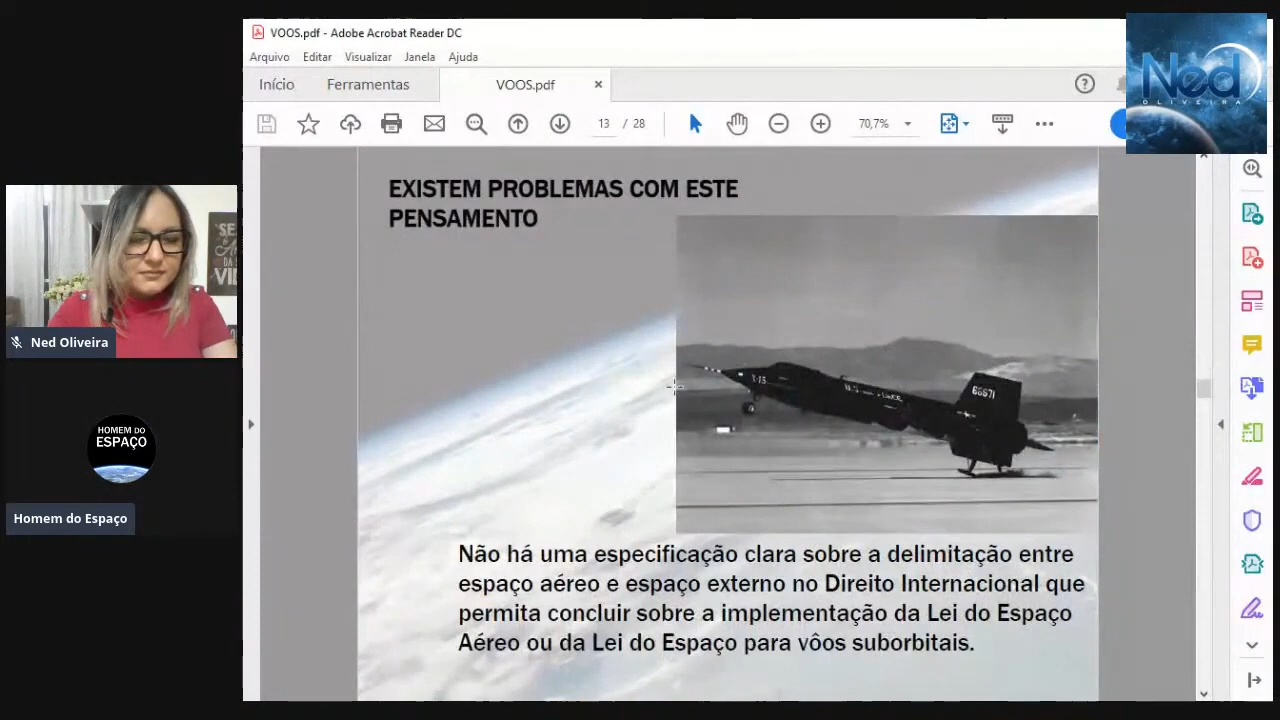 VOOS.pdf - Adobe Acrobat Reader DC
Arquivo Editar Visualizar Janela Ajuda
Início Ferramentas VOOS.pdf
13 / 28 70,7%
Ned
OLIVEIRA
EXISTEM PROBLEMAS COM ESTE
PENSAMENTO
X-15
66671
Não há uma especificação clara sobre a delimitação entre
espaço aéreo e espaço externo no Direito Internacional que
permita concluir sobre a implementação da Lei do Espaço
Aéreo ou da Lei do Espaço para vôos suborbitais.
DA
Ned Oliveira
HOMEM DO
ESPAÇO
Homem do Espaço